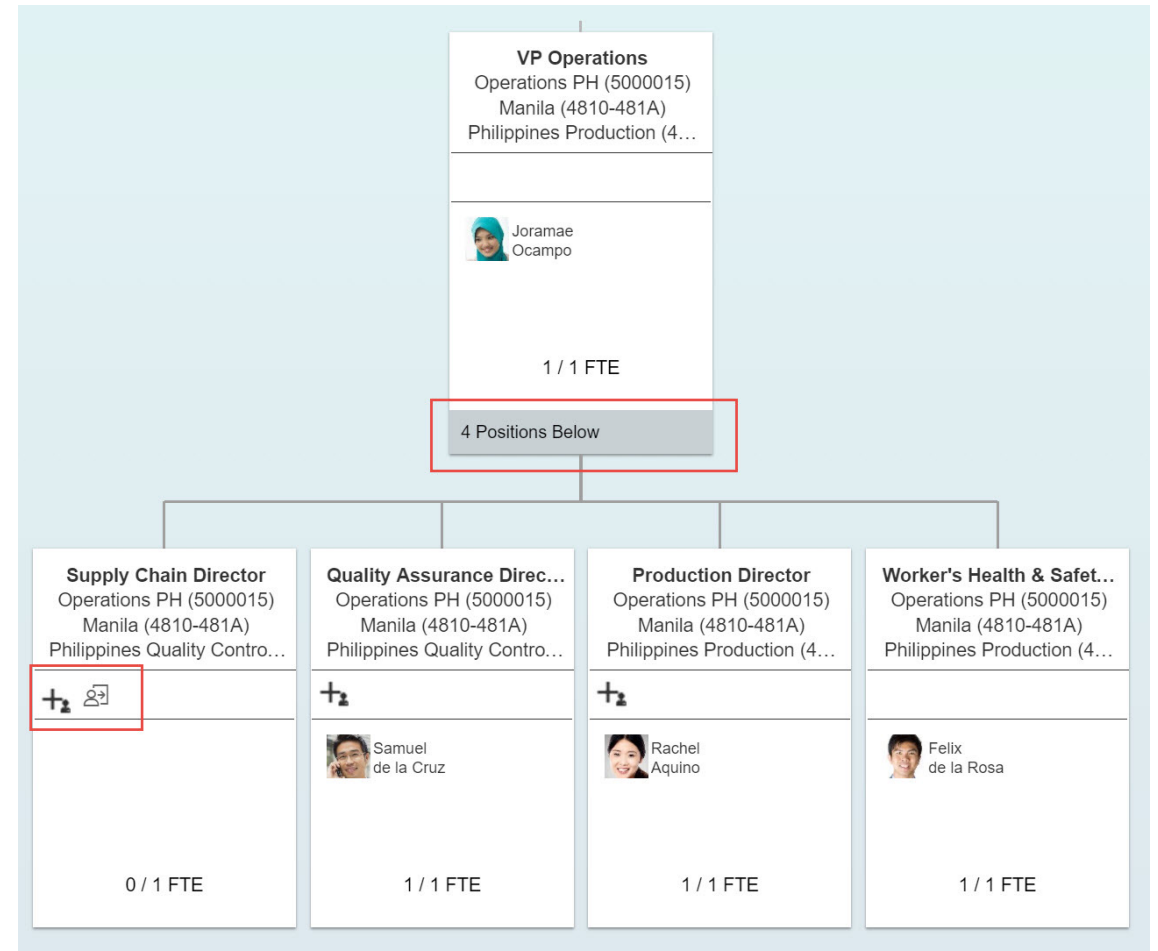 VP Operations
Operations PH (5000015)
Manila (4810-481A)
Philippines Production (4...
Joramae
Ocampo
1 / 1 FTE
4 Positions Below
Supply Chain Director
Operations PH (5000015)
Manila (4810-481A)
Philippines Quality Contro...
0 / 1 FTE
Quality Assurance Direc...
Operations PH (5000015)
Manila (4810-481A)
Philippines Quality Contro...
Samuel
de la Cruz
1 / 1 FTE
Production Director
Operations PH (5000015)
Manila (4810-481A)
Philippines Production (4...
Rachel
Aquino
1 / 1 FTE
Worker's Health & Safet...
Operations PH (5000015)
Manila (4810-481A)
Philippines Production (4...
Felix
de la Rosa
1 / 1 FTE